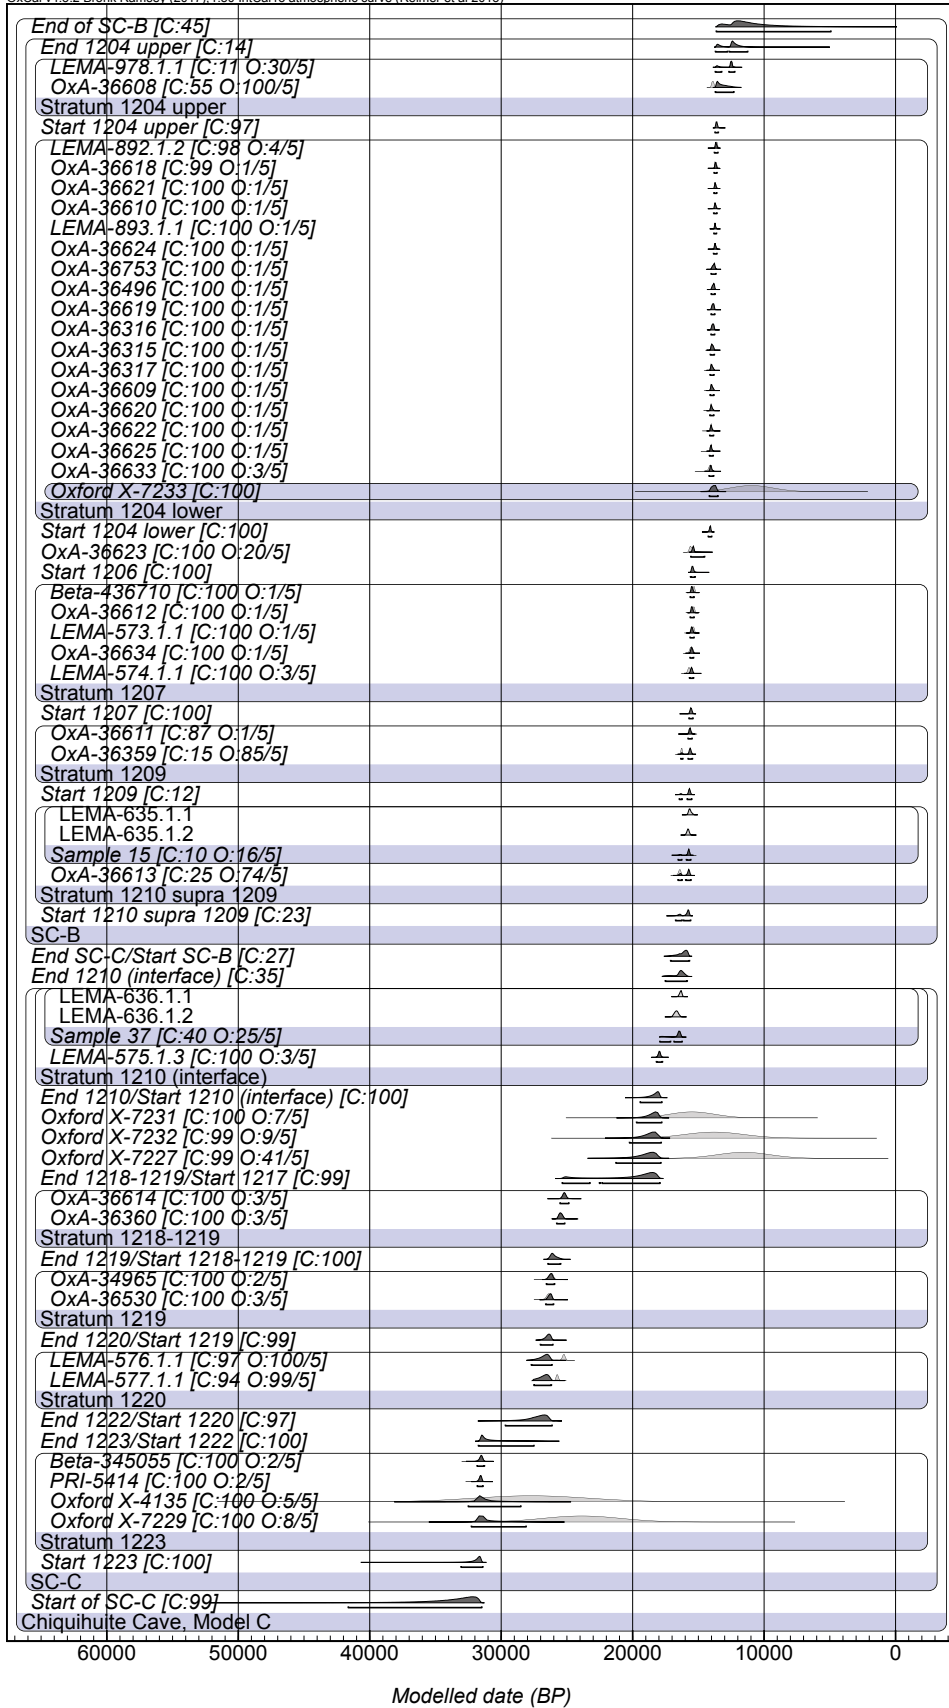 End of SC-B [C:45]
End 1204 upper [C:14]
LEMA-978.1.1 [C:11 O:30/5]
OxA-36608 [C:55 O:100/5]
Stratum 1204 upper
Start 1204 upper [C:97]
LEMA-892.1.2 [C:98 O:4/5]
OxA-36618 [C:99 O:1/5]
OxA-36621 [C:100 O:1/5]
OxA-36610 [C:100 O:1/5]
LEMA-893.1.1 [C:100 O:1/5]
OxA-36624 [C:100 O:1/5]
OxA-36753 [C:100 O:1/5]
OxA-36496 [C:100 O:1/5]
OxA-36619 [C:100 O:1/5]
OxA-36316 [C:100 O:1/5]
OxA-36315 [C:100 O:1/5]
OxA-36317 [C:100 O:1/5]
OxA-36609 [C:100 O:1/5]
OxA-36620 [C:100 O:1/5]
OxA-36622 [C:100 O:1/5]
OxA-36625 [C:100 O:1/5]
OxA-36633 [C:100 O:3/5]
Oxford X-7233 [C:100]
Stratum 1204 lower
Start 1204 lower [C:100]
OxA-36623 [C:100 O:20/5]
Start 1206 [C:100]
Beta-436710 [C:100 O:1/5]
OxA-36612 [C:100 O:1/5]
LEMA-573.1.1 [C:100 O:1/5]
OxA-36634 [C:100 O:1/5]
LEMA-574.1.1 [C:100 O:3/5]
Stratum 1207
Start 1207 [C:100]
OxA-36611 [C:87 O:1/5]
OxA-36359 [C:15 O:85/5]
Stratum 1209
Start 1209 [C:12]
LEMA-635.1.1
LEMA-635.1.2
Sample 15 [C:10 O:16/5]
OxA-36613 [C:25 O:74/5]
Stratum 1210 supra 1209
Start 1210 supra 1209 [C:23]
SC-B
End SC-C/Start SC-B [C:27]
End 1210 (interface) [C:35]
LEMA-636.1.1
LEMA-636.1.2
Sample 37 [C:40 O:25/5]
LEMA-575.1.3 [C:100 O:3/5]
Stratum 1210 (interface)
End 1210/Start 1210 (interface) [C:100]
Oxford X-7231 [C:100 O:7/5]
Oxford X-7232 [C:99 O:9/5]
Oxford X-7227 [C:99 O:41/5]
End 1218-1219/Start 1217 [C:99]
OxA-36614 [C:100 O:3/5]
OxA-36360 [C:100 O:3/5]
Stratum 1218-1219
End 1219/Start 1218-1219 [C:100]
OxA-34965 [C:100 O:2/5]
OxA-36530 [C:100 O:3/5]
Stratum 1219
End 1220/Start 1219 [C:99]
LEMA-576.1.1 [C:97 O:100/5]
LEMA-577.1.1 [C:94 O:99/5]
Stratum 1220
End 1222/Start 1220 [C:97]
End 1223/Start 1222 [C:100]
Beta-345055 [C:100 O:2/5]
PRI-5414 [C:100 O:2/5]
Oxford X-4135 [C:100 O:5/5]
Oxford X-7229 [C:100 O:8/5]
Stratum 1223
Start 1223 [C:100]
SC-C
Start of SC-C [C:99]
Chiquihuite Cave, Model C
60000 50000 40000 30000 20000 10000 0
Modelled date (BP)